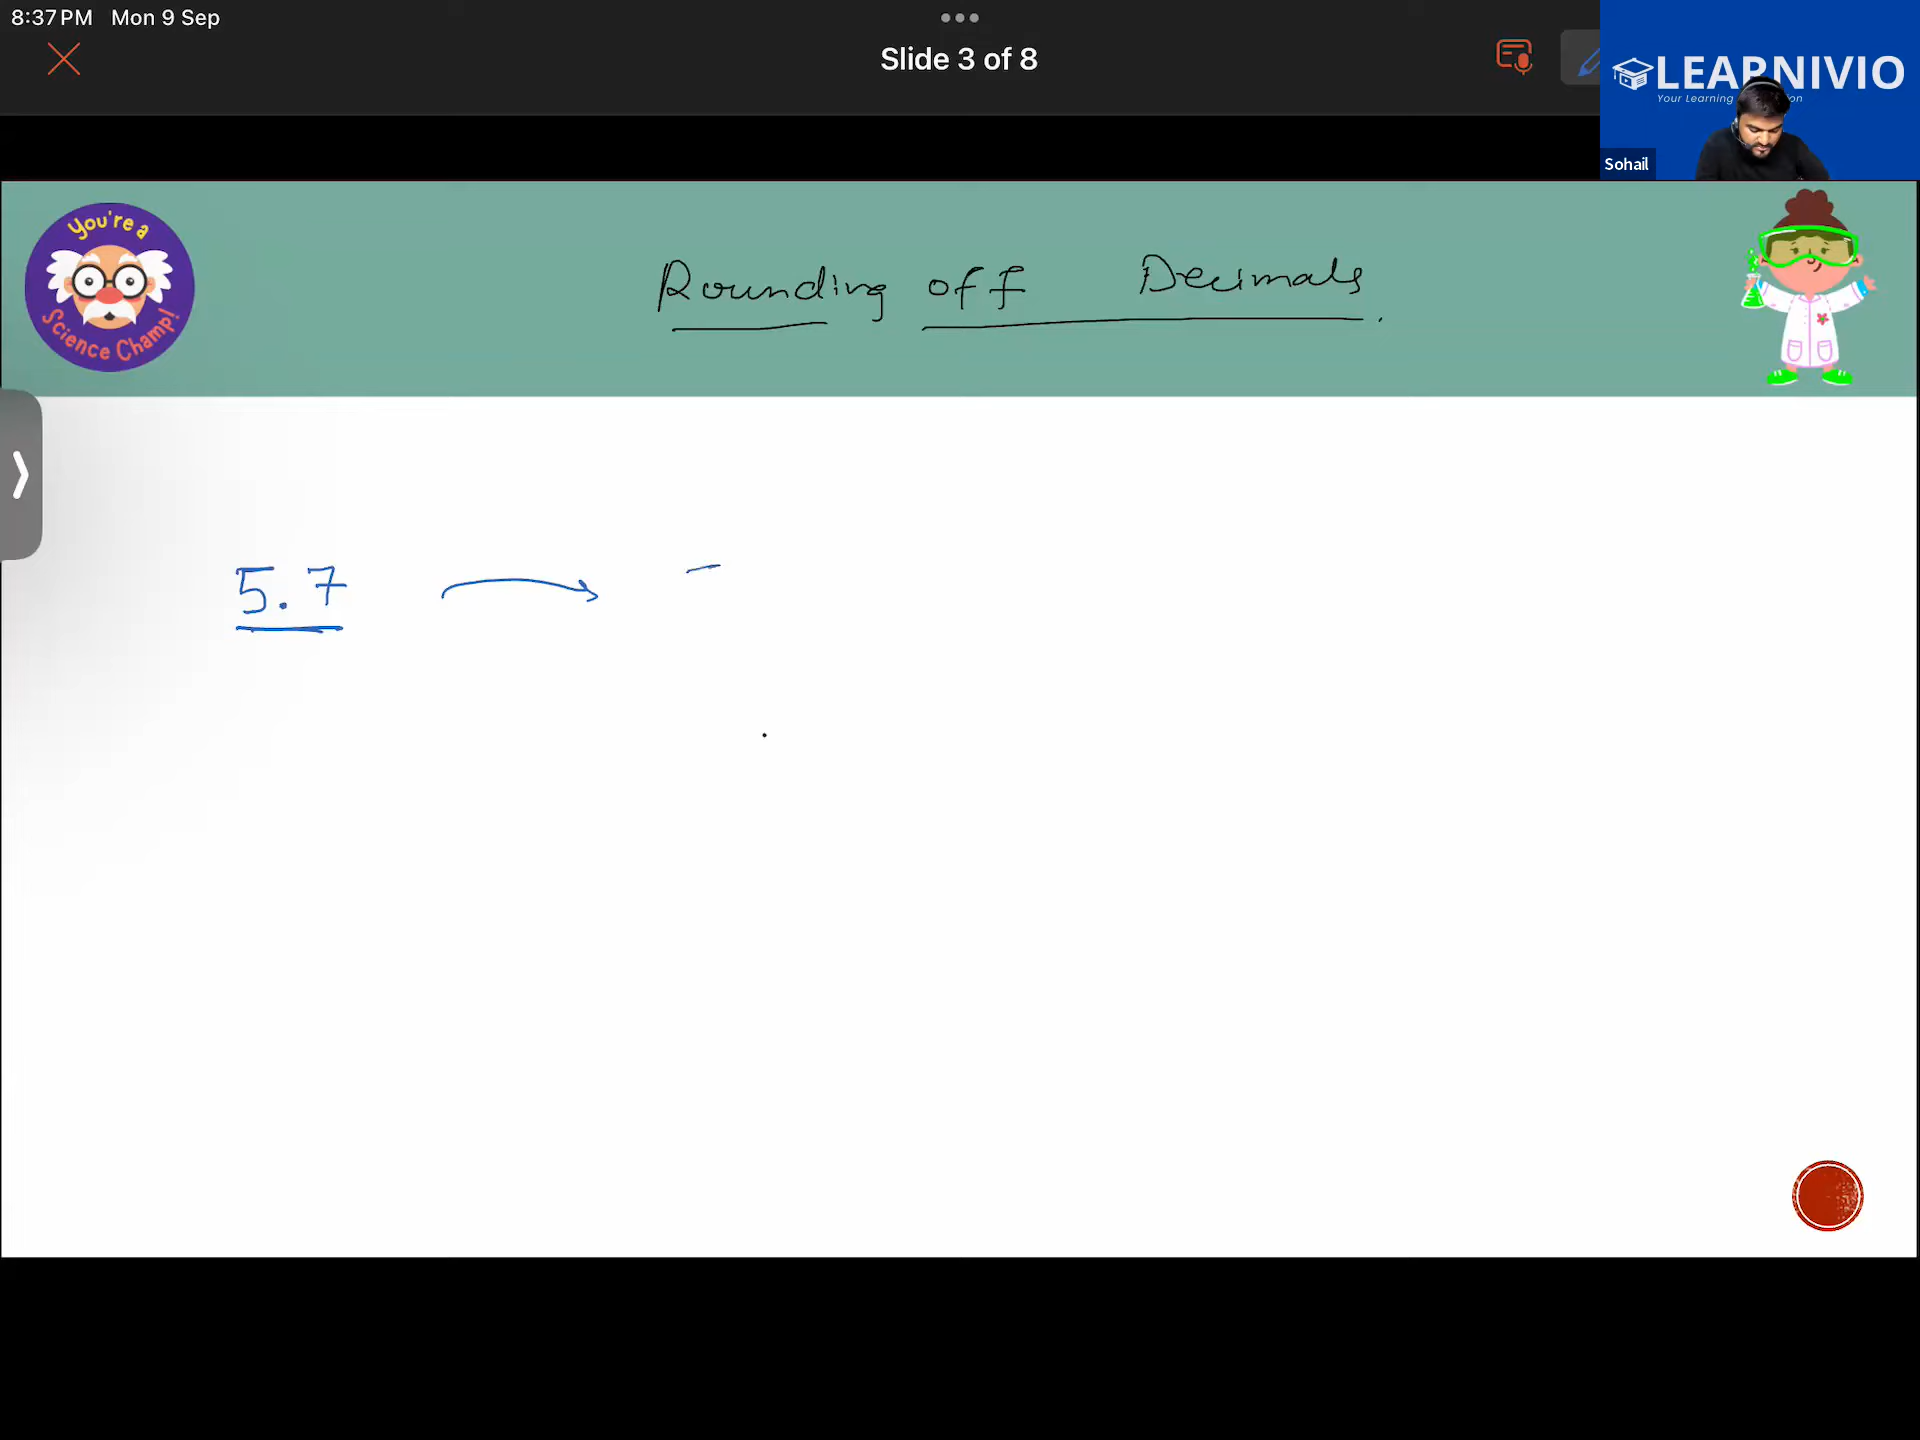 8:37 PM Mon 9 Sep
Slide 3 of 8
LEARNIVIO
Your Learning
Sohail
You're a
Science Champ!
Rounding off Decimals.
5.7